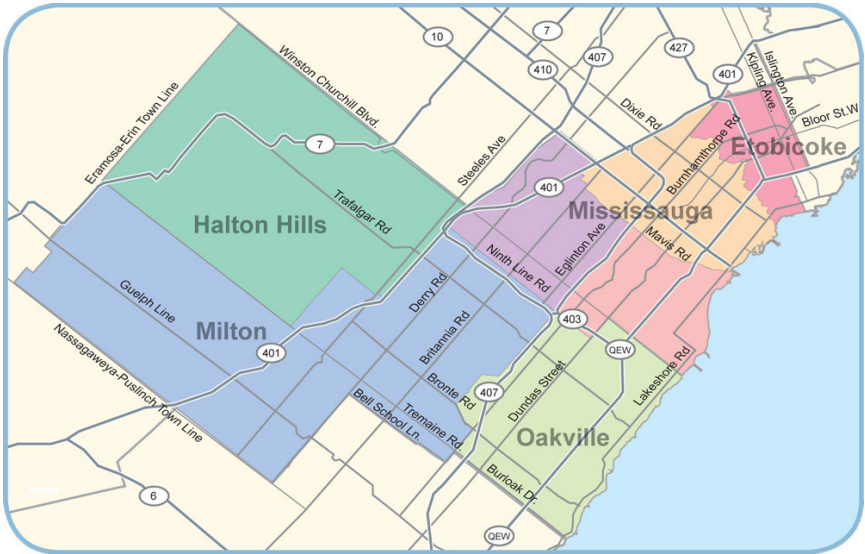 10
7
407
427
401
410
Islington Ave.
Kipling Ave.
Winston Churchill Blvd.
Eramosa-Erin Town Line
Steeles Ave
Dixie Rd
Bloor St.W
Burnhamthorpe Rd
Etobicoke
7
401
Trafalgar Rd
Halton Hills
Mississauga
Mavis Rd
Eglinton Ave
Ninth Line Rd
Derry Rd
Guelph Line
Milton
Britannia Rd
403
401
QEW
Nassagaweya-Puslinch Town Line
Bronte Rd
407
Dundas Street
Lakeshore Rd
Bell School Ln.
Tremaine Rd.
Oakville
Burloak Dr.
6
QEW